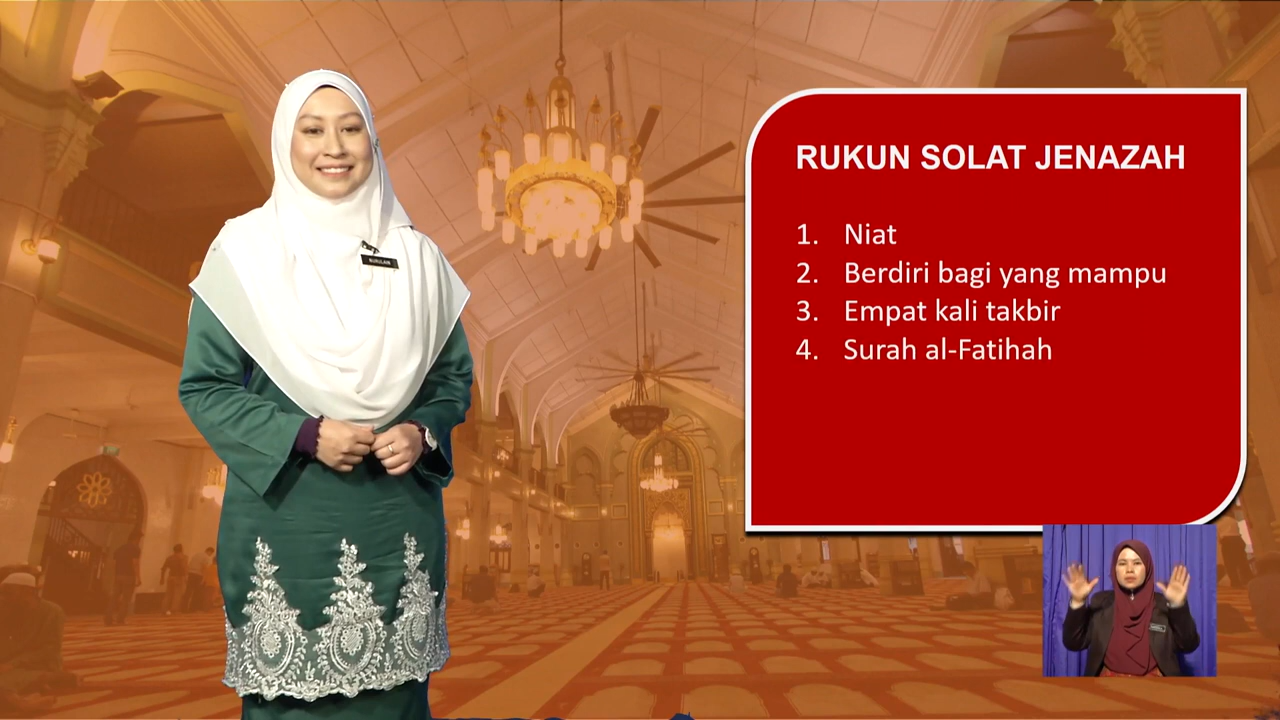 RUKUN SOLAT JENAZAH
1. Niat
2. Berdiri bagi yang mampu
3. Empat kali takbir
4. Surah al-Fatihah